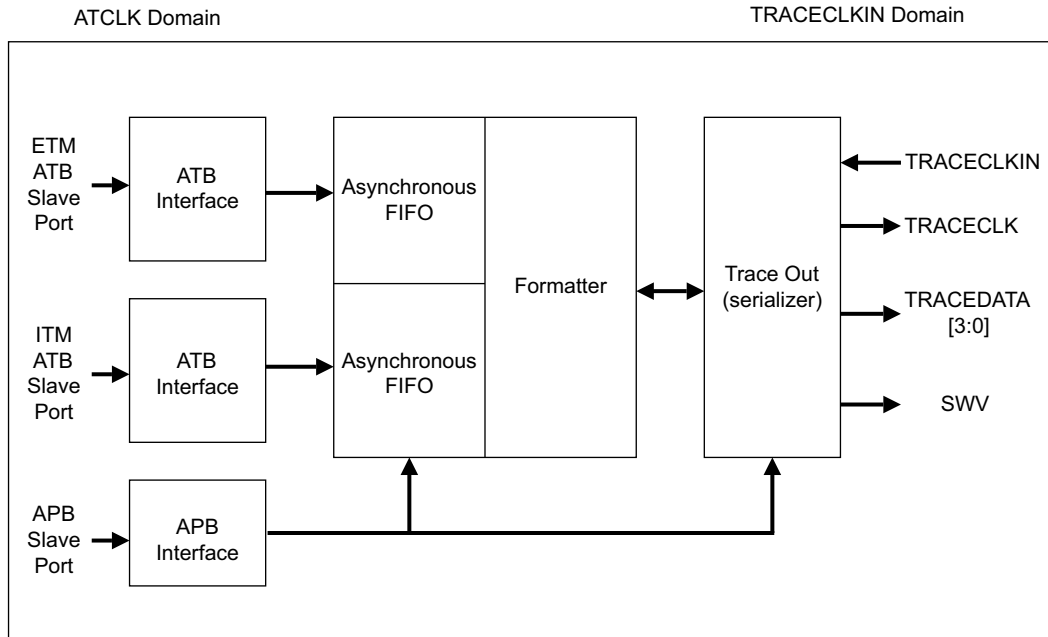 ATCLK Domain
TRACECLKIN Domain
ETM
ATB
Slave
Port
ATB
Interface
Asynchronous
FIFO
Formatter
Trace Out
(serializer)
TRACECLKIN
TRACECLK
TRACEDATA
[3:0]
SWV
ITM
ATB
Slave
Port
ATB
Interface
Asynchronous
FIFO
APB
Slave
Port
APB
Interface